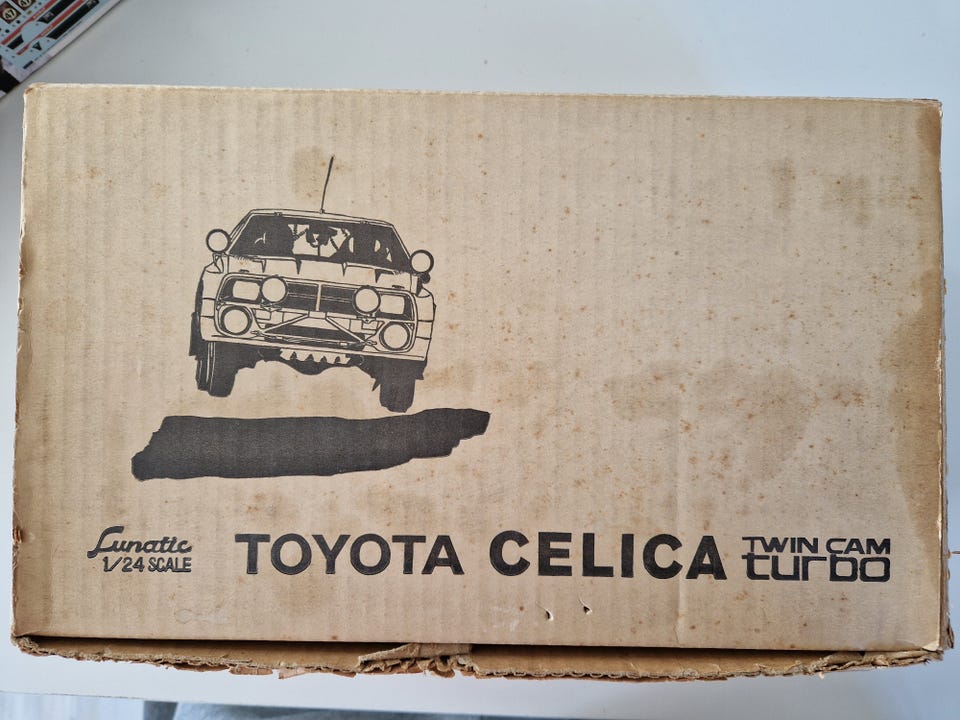 Lunatic
1/24 SCALE
TOYOTA CELICA
TWIN CAM
turbo